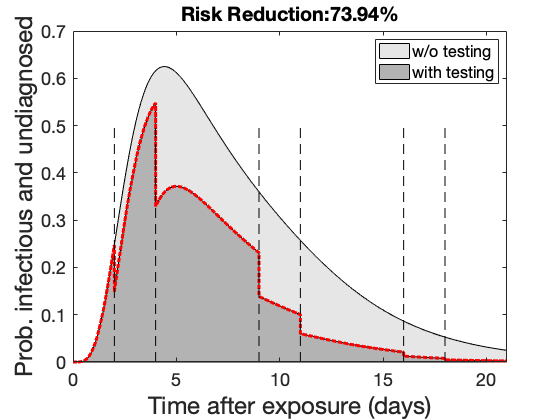 Risk Reduction:73.94%
w/o testing
with testing
Prob. infectious and undiagnosed
0.7
0.6
0.5
0.4
0.3
0.2
0.1
0
0 5 10 15 20
Time after exposure (days)